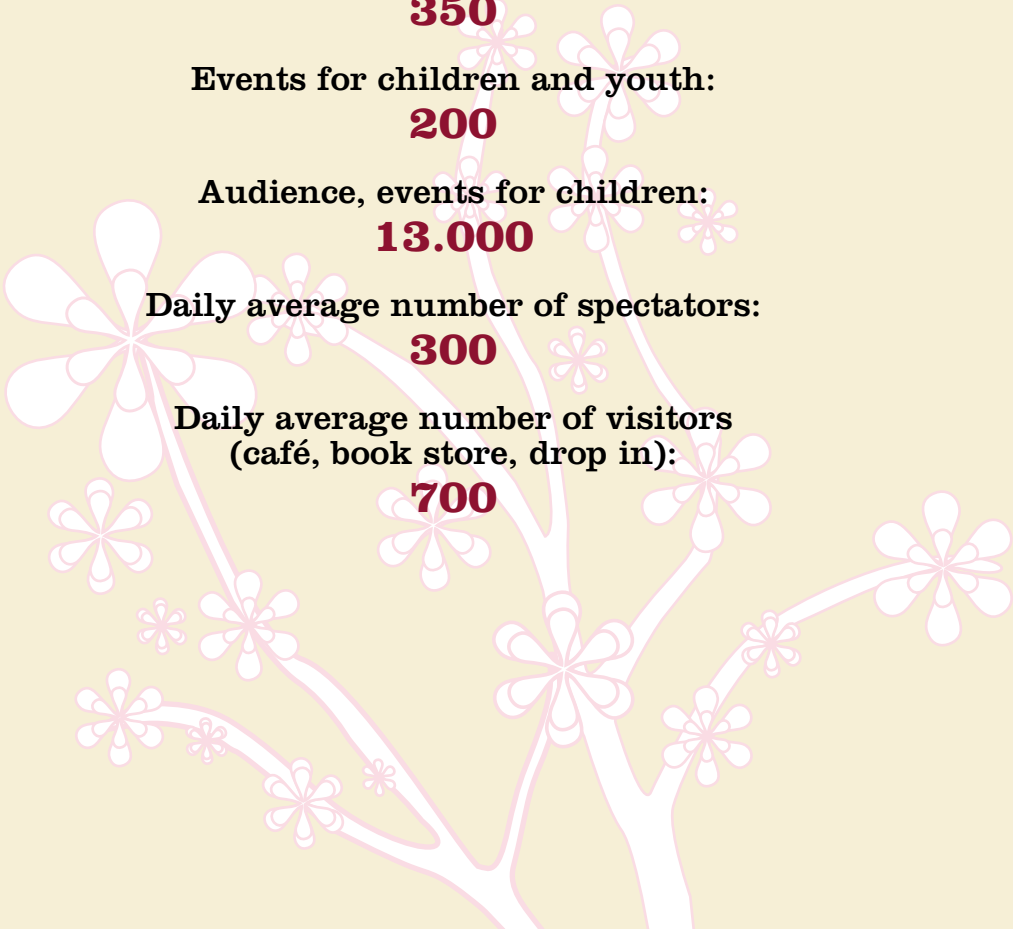 350
Events for children and youth:
200
Audience, events for children:
13.000
Daily average number of spectators:
300
Daily average number of visitors
(café, book store, drop in):
700